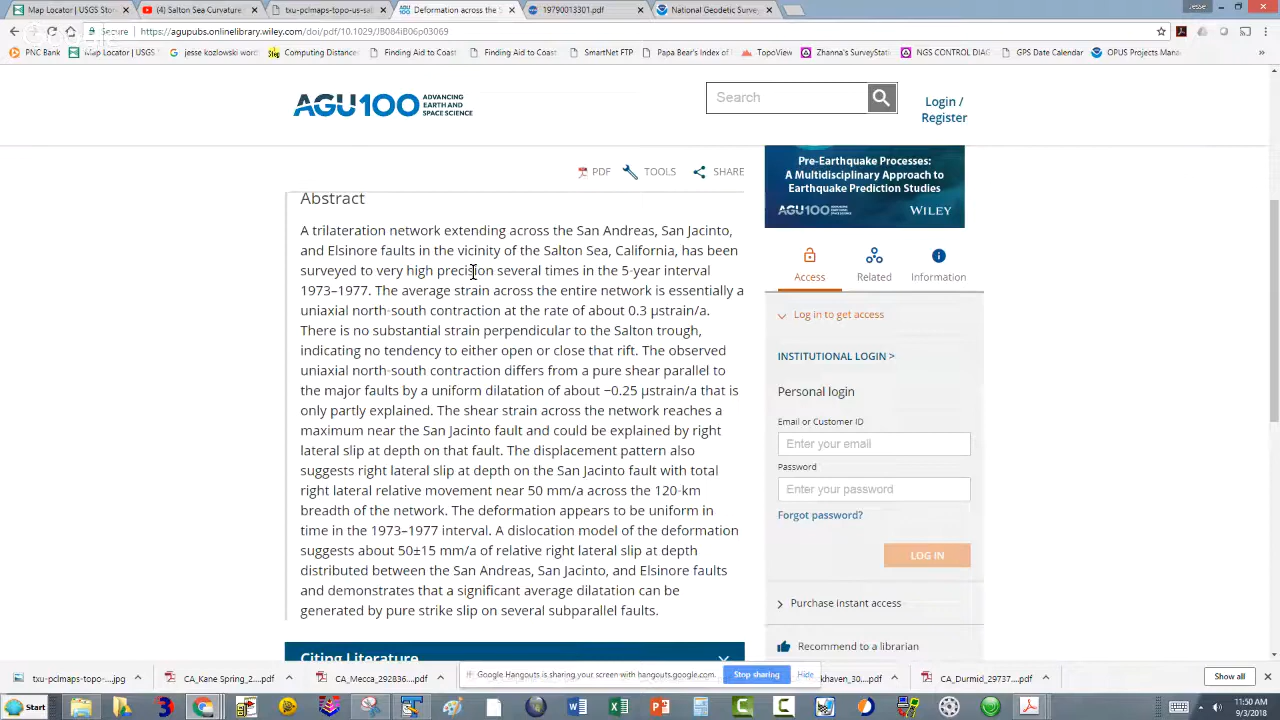 Map Locator | USGS St
(4) Salton Sea Curvature
txu-pclmaps-topo-us-sal
Deformation across the S
19790013301.pdf
National Geodetic Surve
Jesse
Secure
https://agupubs.onlinelibrary.wiley.com/doi/pdf/10.1029/JB084iB06p03069
PNC Bank
Map Locator | USGS
jesse kozlowski word
Computing Distance
Finding Aid to Coast
SmartNet FTP
Papa Bear's Index of
TopoView
Zhanna's SurveyStati
NGS CONTROL DIAG
GPS Date Calendar
OPUS Projects Mana
AGU100 ADVANCING EARTH AND SPACE SCIENCE
Search
Login / Register
PDF TOOLS SHARE
Abstract
A trilateration network extending across the San Andreas, San Jacinto,
and Elsinore faults in the vicinity of the Salton Sea, California, has been
surveyed to very high precision several times in the 5-year interval
1973–1977. The average strain across the entire network is essentially a
uniaxial north-south contraction at the rate of about 0.3 μstrain/a.
There is no substantial strain perpendicular to the Salton trough,
indicating no tendency to either open or close that rift. The observed
uniaxial north-south contraction differs from a pure shear parallel to
the major faults by a uniform dilatation of about −0.25 μstrain/a that is
only partly explained. The shear strain across the network reaches a
maximum near the San Jacinto fault and could be explained by right
lateral slip at depth on that fault. The displacement pattern also
suggests right lateral slip at depth on the San Jacinto fault with total
right lateral relative movement near 50 mm/a across the 120-km
breadth of the network. The deformation appears to be uniform in
time in the 1973–1977 interval. A dislocation model of the deformation
suggests about 50±15 mm/a of relative right lateral slip at depth
distributed between the San Andreas, San Jacinto, and Elsinore faults
and demonstrates that a significant average dilatation can be
generated by pure strike slip on several subparallel faults.
Citing Literature
Pre-Earthquake Processes:
A Multidisciplinary Approach to
Earthquake Prediction Studies
AGU100 WILEY
Access Related Information
Log in to get access
INSTITUTIONAL LOGIN >
Personal login
Email or Customer ID
Enter your email
Password
Enter your password
Forgot password?
LOG IN
Purchase instant access
Recommend to a librarian
.jpg
CA_Kane Spring_2....pdf
CA_Mecca_292836....pdf
Google Hangouts is sharing your screen with hangouts.google.com.
Stop sharing
Hide
khaven_30....pdf
CA_Durmid_29737....pdf
Show all
Start
11:50 AM
9/3/2018